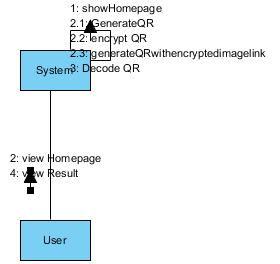 1: showHomepage
2.1: GenerateQR
2.2: encrypt QR
2.3: generateQRwithencryptedimagelink
3: Decode QR
System
2: view Homepage
4: view Result
User